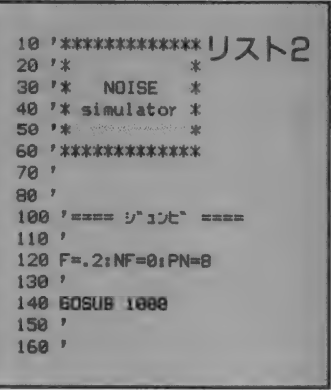 リスト2
10 '*************
20 '*           *
30 '*   NOISE   *
40 '* simulator *
50 '*           *
60 '*************
70 '
80 '
100 '==== ジュンビ ====
110 '
120 F=.2:NF=0:PN=8
130 '
140 GOSUB 1000
150 '
160 '